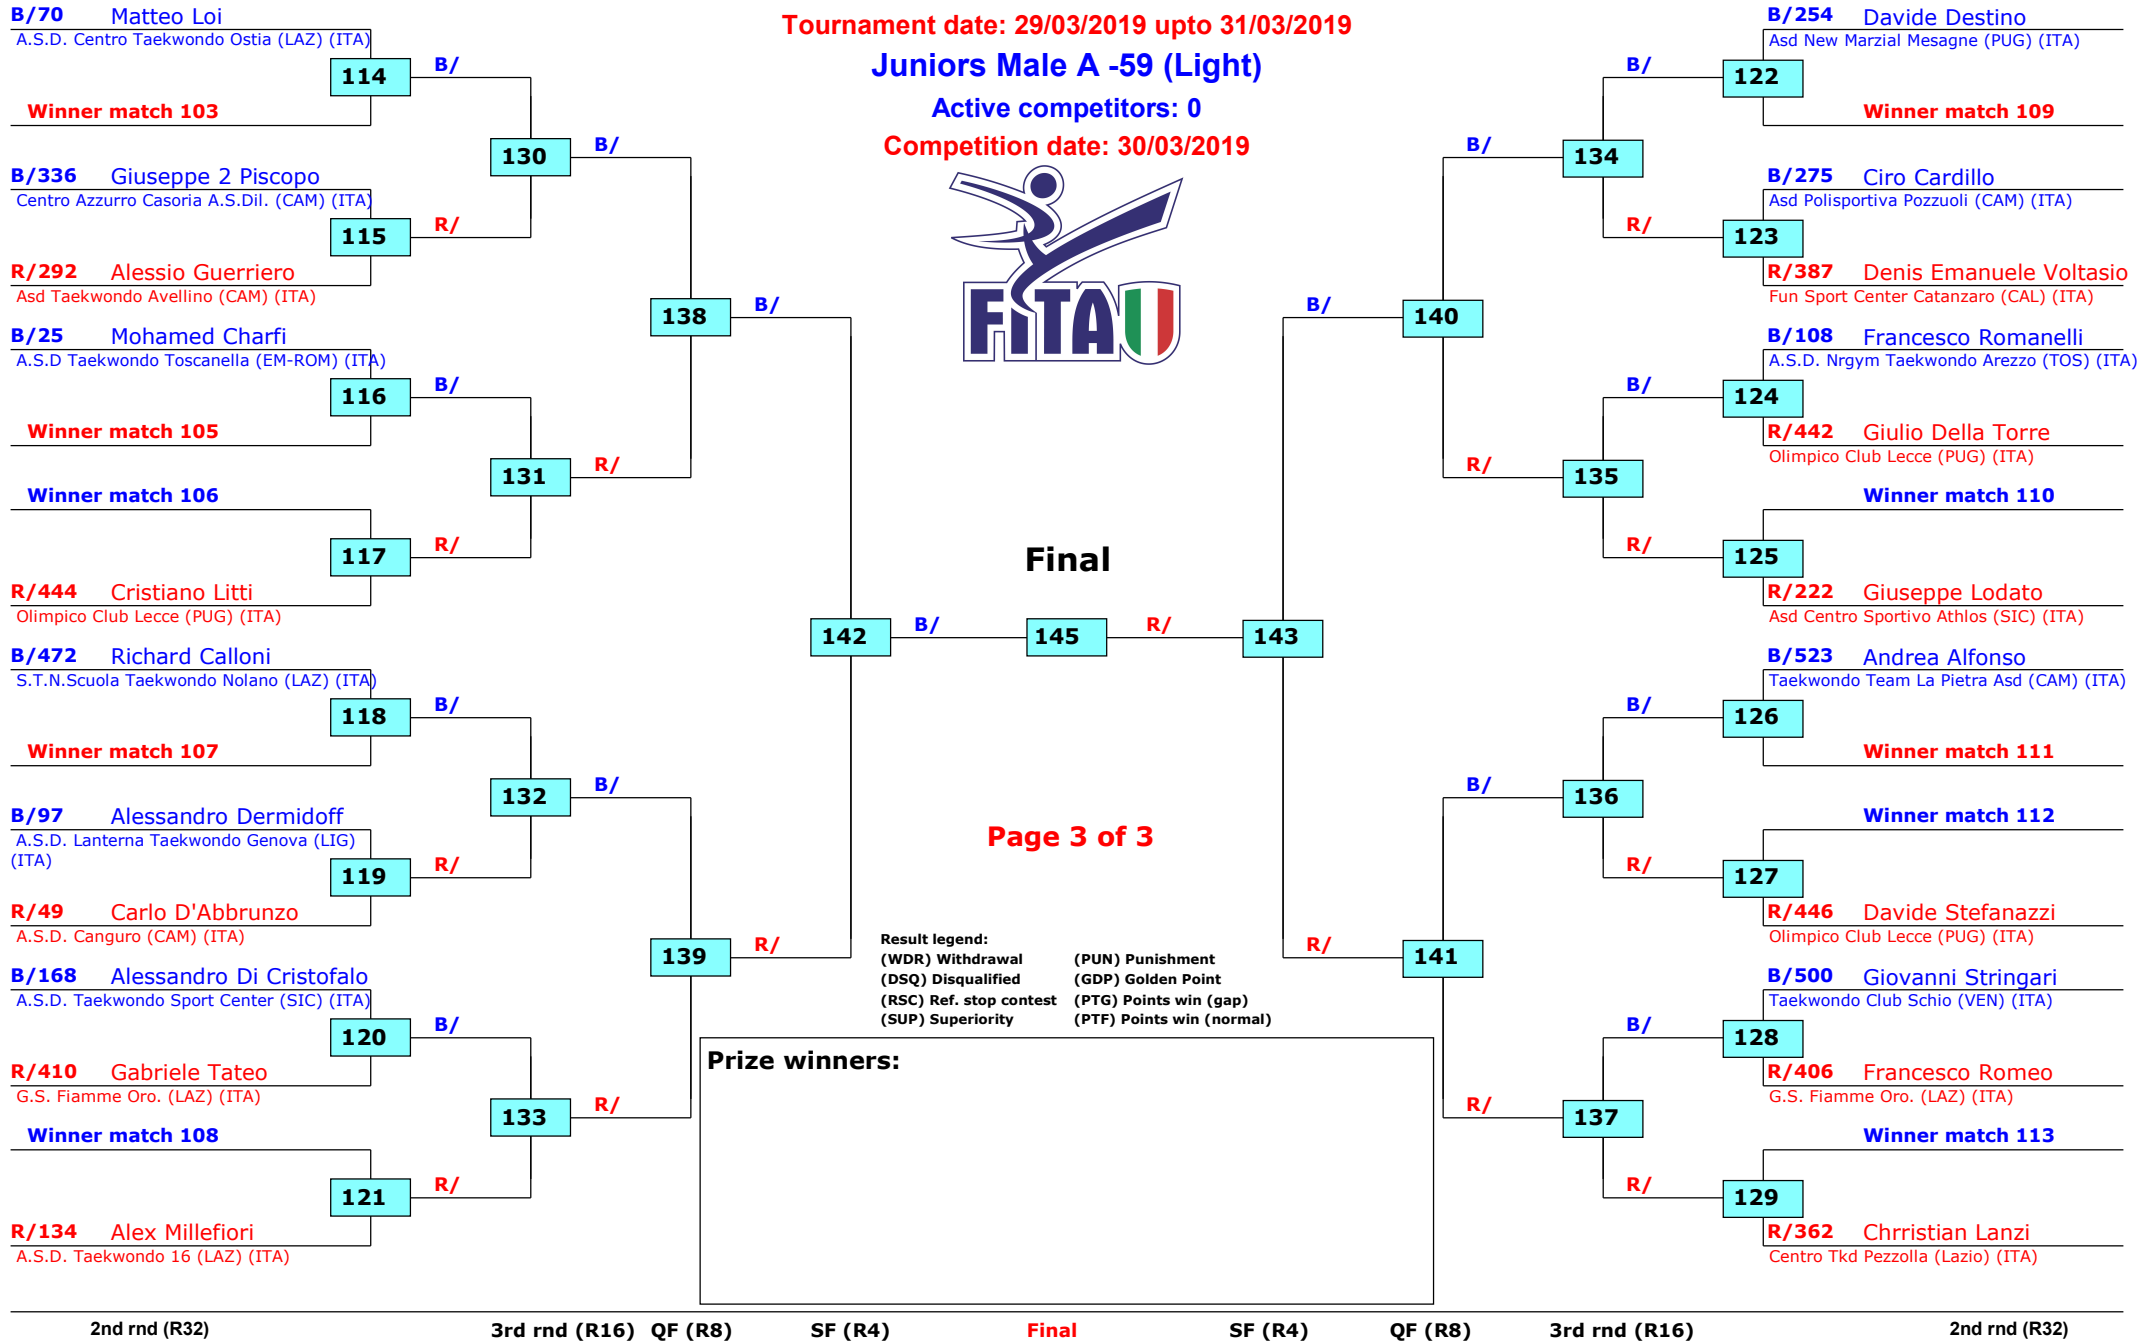 Tournament date: 29/03/2019 upto 31/03/2019
Juniors Male A -59 (Light)
Active competitors: 0
Competition date: 30/03/2019
FITA
B/70 Matteo Loi
A.S.D. Centro Taekwondo Ostia (LAZ) (ITA)
114 B/
Winner match 103
130 B/
B/336 Giuseppe 2 Piscopo
Centro Azzurro Casoria A.S.Dil. (CAM) (ITA)
115 R/
R/292 Alessio Guerriero
Asd Taekwondo Avellino (CAM) (ITA)
138 B/
B/25 Mohamed Charfi
A.S.D Taekwondo Toscanella (EM-ROM) (ITA)
116 B/
Winner match 105
131 R/
Winner match 106
117 R/
R/444 Cristiano Litti
Olimpico Club Lecce (PUG) (ITA)
142 B/
B/472 Richard Calloni
S.T.N.Scuola Taekwondo Nolano (LAZ) (ITA)
118 B/
Winner match 107
132 B/
B/97 Alessandro Dermidoff
A.S.D. Lanterna Taekwondo Genova (LIG)
(ITA)
119 R/
R/49 Carlo D'Abbrunzo
A.S.D. Canguro (CAM) (ITA)
139 R/
B/168 Alessandro Di Cristofalo
A.S.D. Taekwondo Sport Center (SIC) (ITA)
120 B/
R/410 Gabriele Tateo
G.S. Fiamme Oro. (LAZ) (ITA)
133 R/
Winner match 108
121 R/
R/134 Alex Millefiori
A.S.D. Taekwondo 16 (LAZ) (ITA)
Final
145
R/ 143
Page 3 of 3
Result legend:
(WDR) Withdrawal (PUN) Punishment
(DSQ) Disqualified (GDP) Golden Point
(RSC) Ref. stop contest (PTG) Points win (gap)
(SUP) Superiority (PTF) Points win (normal)
Prize winners:
B/254 Davide Destino
Asd New Marzial Mesagne (PUG) (ITA)
B/ 122
Winner match 109
B/ 134
B/275 Ciro Cardillo
Asd Polisportiva Pozzuoli (CAM) (ITA)
R/ 123
R/387 Denis Emanuele Voltasio
Fun Sport Center Catanzaro (CAL) (ITA)
B/ 140
B/108 Francesco Romanelli
A.S.D. Nrgym Taekwondo Arezzo (TOS) (ITA)
B/ 124
R/442 Giulio Della Torre
Olimpico Club Lecce (PUG) (ITA)
R/ 135
Winner match 110
R/ 125
R/222 Giuseppe Lodato
Asd Centro Sportivo Athlos (SIC) (ITA)
B/523 Andrea Alfonso
Taekwondo Team La Pietra Asd (CAM) (ITA)
B/ 126
Winner match 111
B/ 136
Winner match 112
R/ 127
R/446 Davide Stefanazzi
Olimpico Club Lecce (PUG) (ITA)
R/ 141
B/500 Giovanni Stringari
Taekwondo Club Schio (VEN) (ITA)
B/ 128
R/406 Francesco Romeo
G.S. Fiamme Oro. (LAZ) (ITA)
R/ 137
Winner match 113
R/ 129
R/362 Chrristian Lanzi
Centro Tkd Pezzolla (Lazio) (ITA)
2nd rnd (R32) 3rd rnd (R16) QF (R8) SF (R4) Final SF (R4) QF (R8) 3rd rnd (R16) 2nd rnd (R32)